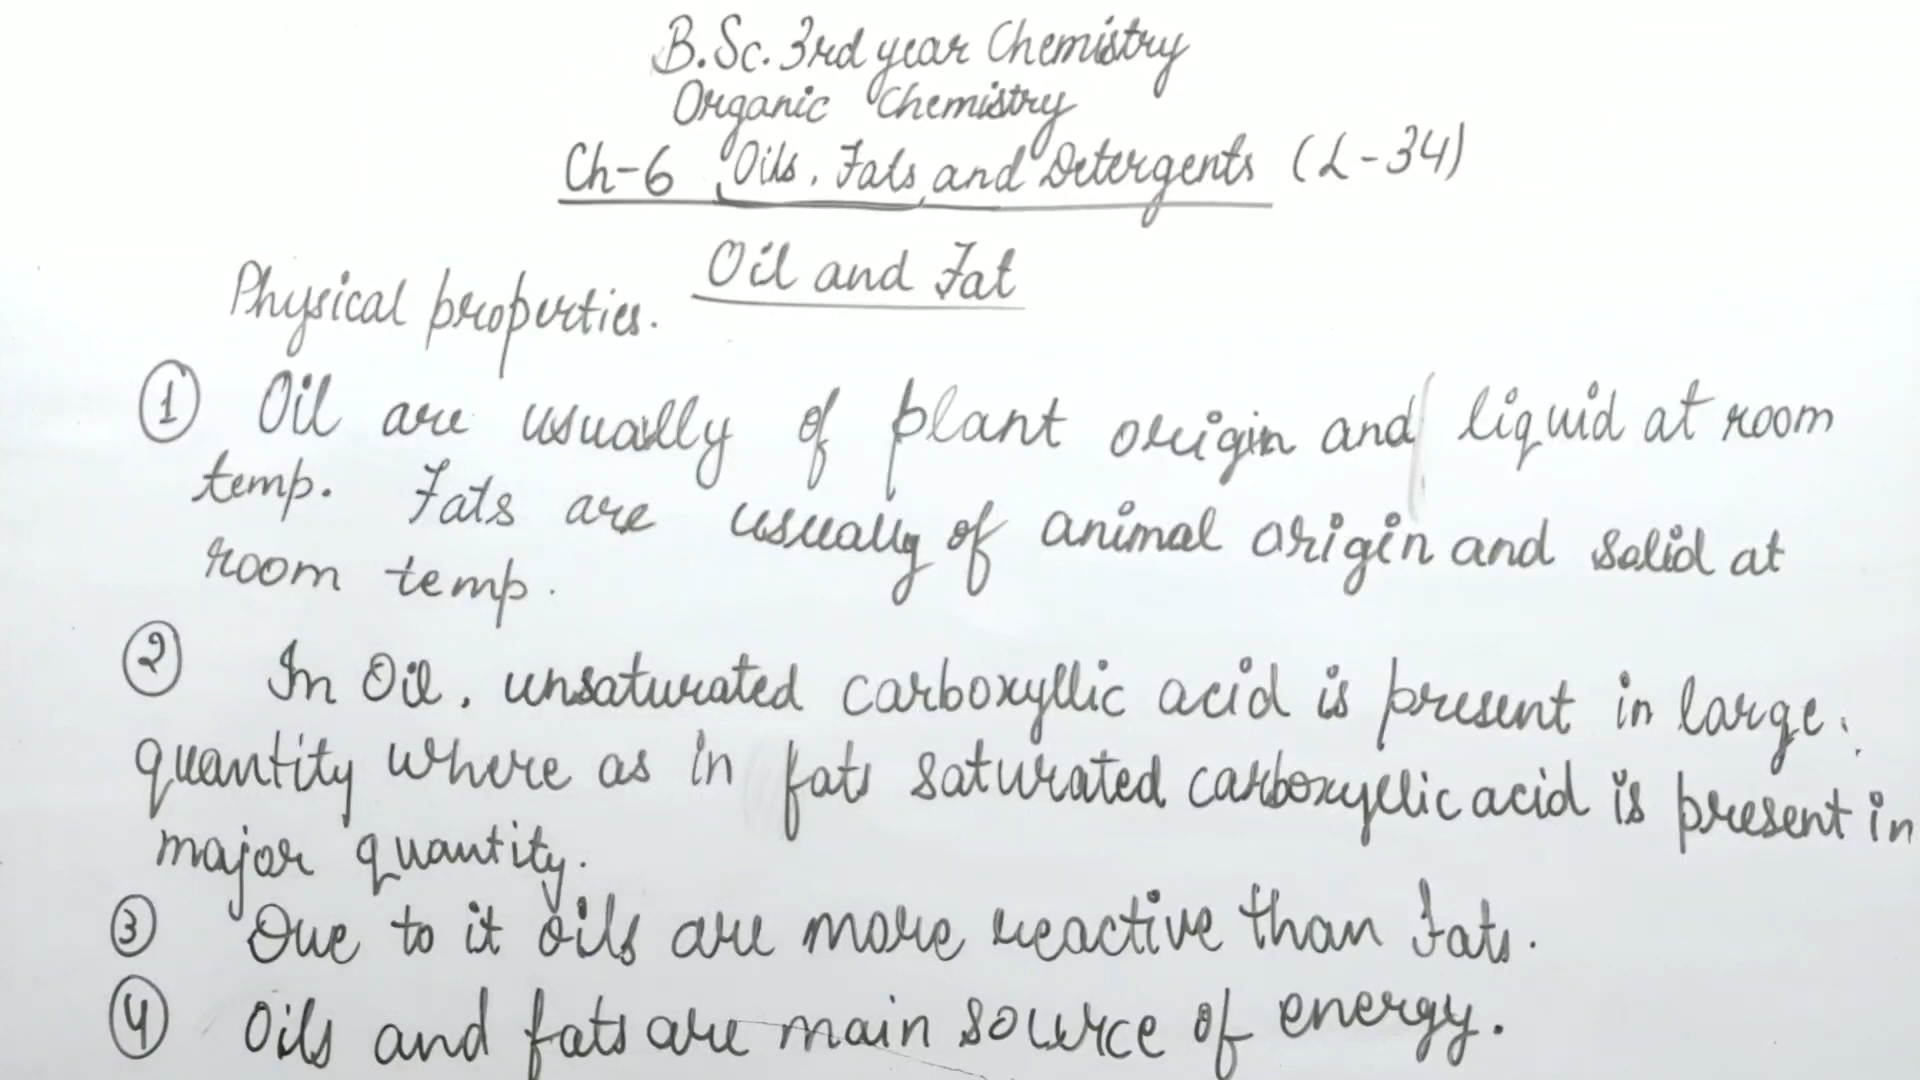 B.Sc. 3rd year Chemistry
Organic Chemistry
Ch-6 Oils, Fats and Detergents (L-34)
Oil and Fat
Physical properties.
① Oil are usually of plant origin and liquid at room
temp. Fats are usually of animal origin and solid at
room temp.
② In Oil, unsaturated carboxyllic acid is present in large
quantity where as in fats saturated carboxyllic acid is present in
major quantity.
③ Due to it oils are more reactive than fats.
④ Oils and fats are main source of energy.